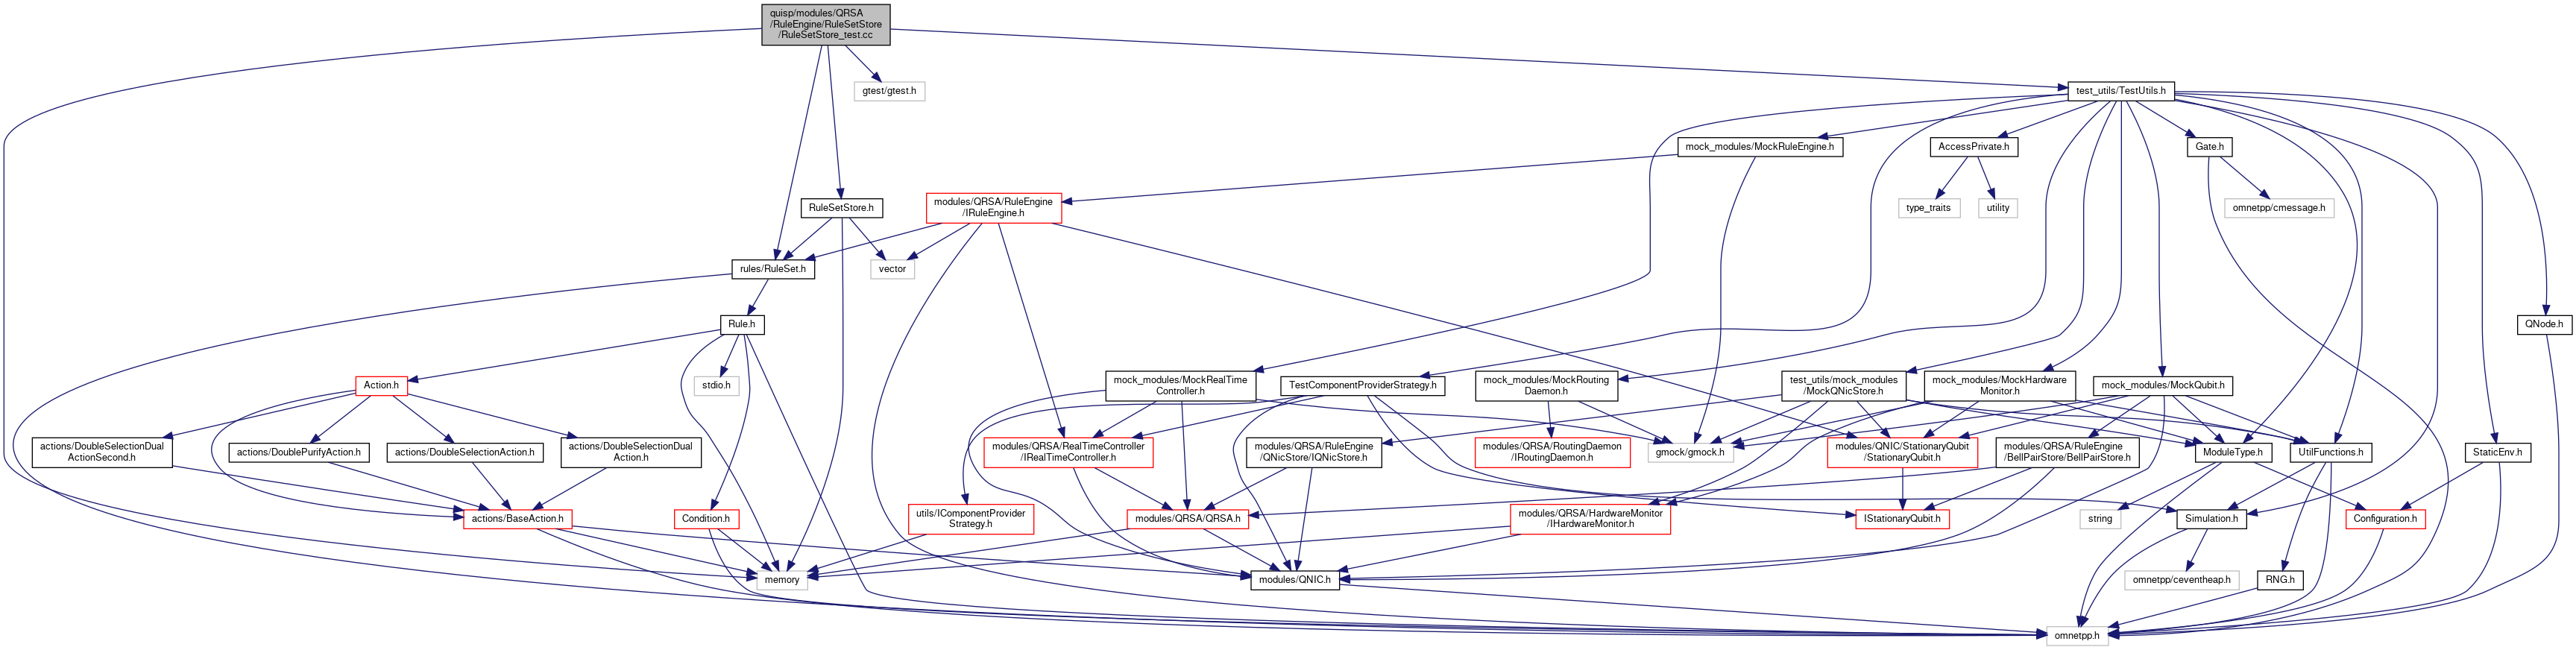 quisp/modules/QRSA
/RuleEngine/RuleSetStore
/RuleSetStore_test.cc
gtest/gtest.h
test_utils/TestUtils.h
mock_modules/MockRuleEngine.h
AccessPrivate.h
Gate.h
RuleSetStore.h
modules/QRSA/RuleEngine
/IRuleEngine.h
type_traits
utility
omnetpp/cmessage.h
rules/RuleSet.h
vector
Rule.h
QNode.h
Action.h
stdio.h
mock_modules/MockRealTime
Controller.h
TestComponentProviderStrategy.h
mock_modules/MockRouting
Daemon.h
test_utils/mock_modules
/MockQNicStore.h
mock_modules/MockHardware
Monitor.h
mock_modules/MockQubit.h
actions/DoubleSelectionDual
ActionSecond.h
actions/DoublePurifyAction.h
actions/DoubleSelectionAction.h
actions/DoubleSelectionDual
Action.h
modules/QRSA/RealTimeController
/IRealTimeController.h
modules/QRSA/RuleEngine
/QNicStore/IQNicStore.h
modules/QRSA/RoutingDaemon
/IRoutingDaemon.h
gmock/gmock.h
modules/QNIC/StationaryQubit
/StationaryQubit.h
modules/QRSA/RuleEngine
/BellPairStore/BellPairStore.h
ModuleType.h
UtilFunctions.h
StaticEnv.h
actions/BaseAction.h
Condition.h
utils/IComponentProvider
Strategy.h
modules/QRSA/QRSA.h
modules/QRSA/HardwareMonitor
/IHardwareMonitor.h
IStationaryQubit.h
string
Simulation.h
Configuration.h
memory
modules/QNIC.h
omnetpp/ceventheap.h
RNG.h
omnetpp.h